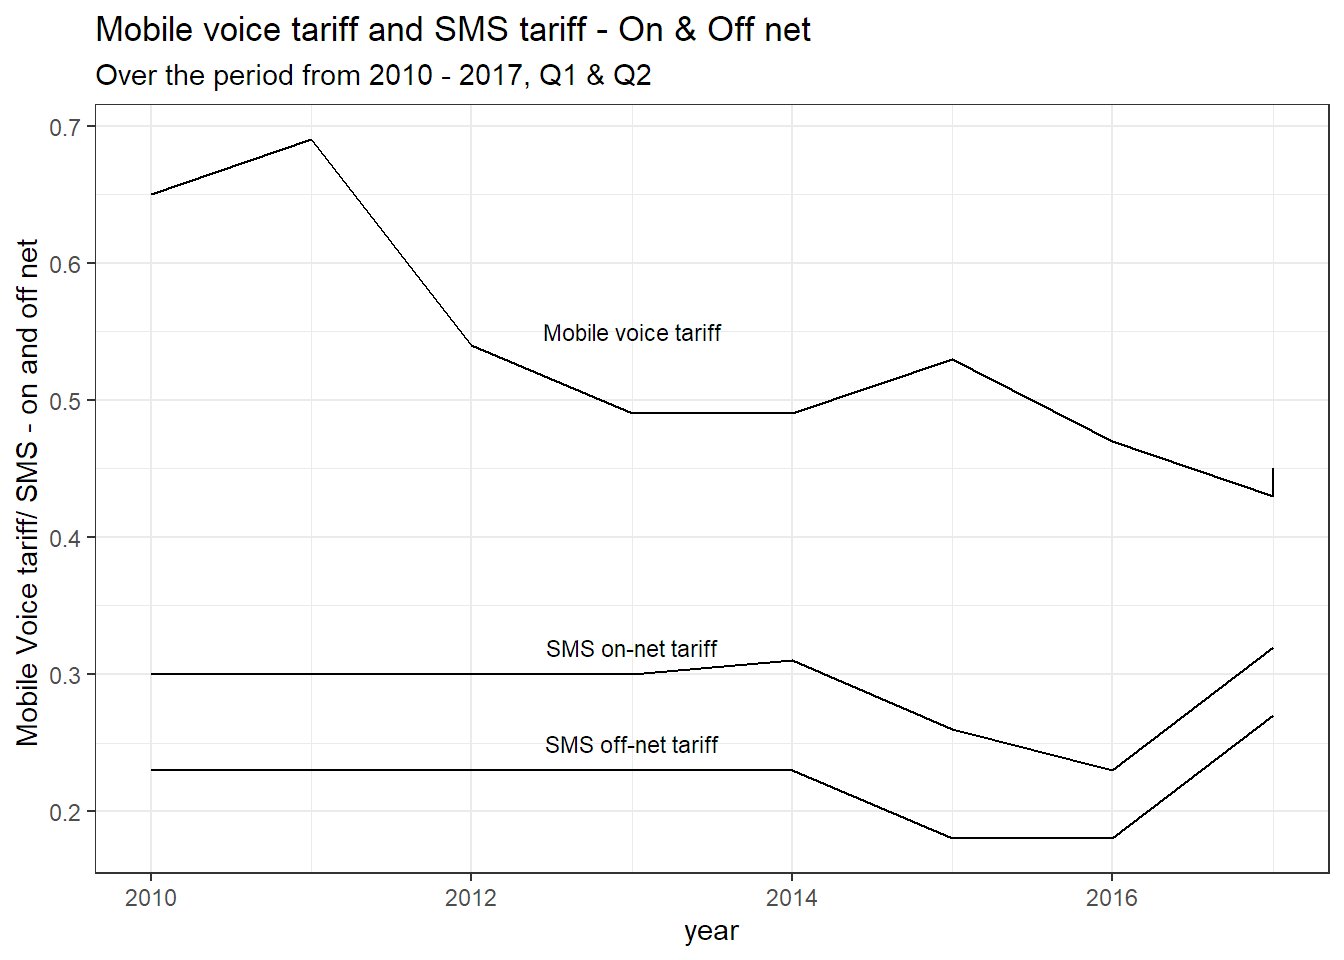 Mobile voice tariff and SMS tariff - On & Off net
Over the period from 2010 - 2017, Q1 & Q2
Mobile Voice tariff/ SMS - on and off net
0.7
0.6
0.5
0.4
0.3
0.2
Mobile voice tariff
SMS on-net tariff
SMS off-net tariff
2010 2012 2014 2016
year